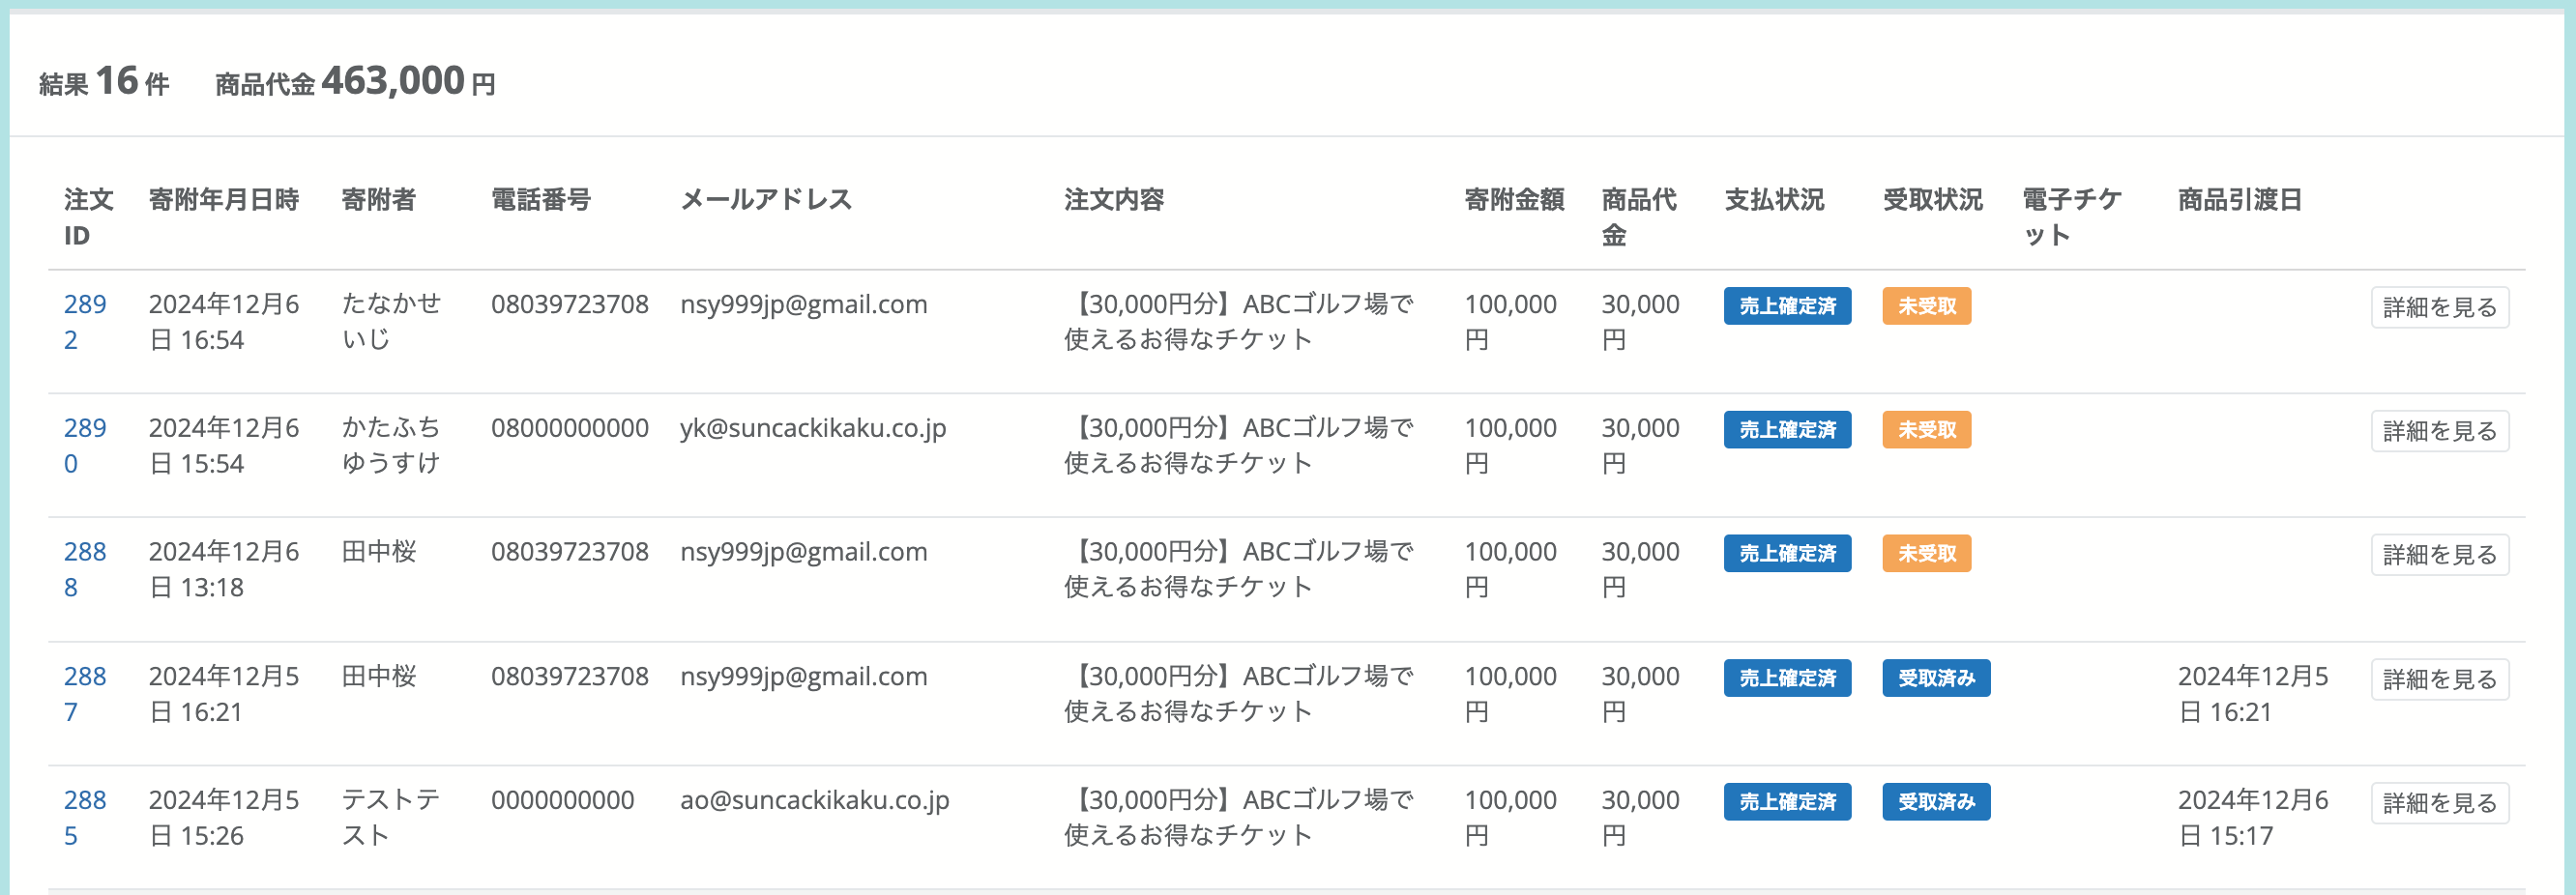 結果 16 件 商品代金 463,000 円
注文ID 寄附年月日時 寄附者 電話番号 メールアドレス 注文内容 寄附金額 商品代金 支払状況 受取状況 電子チケット 商品引渡日
2892 2024年12月6日 16:54 たなかせいじ 08039723708 nsy999jp@gmail.com 【30,000円分】ABCゴルフ場で使えるお得なチケット 100,000円 30,000円 売上確定済 未受取 詳細を見る
2890 2024年12月6日 15:54 かたふちゆうすけ 08000000000 yk@suncackikaku.co.jp 【30,000円分】ABCゴルフ場で使えるお得なチケット 100,000円 30,000円 売上確定済 未受取 詳細を見る
2888 2024年12月6日 13:18 田中桜 08039723708 nsy999jp@gmail.com 【30,000円分】ABCゴルフ場で使えるお得なチケット 100,000円 30,000円 売上確定済 未受取 詳細を見る
2887 2024年12月5日 16:21 田中桜 08039723708 nsy999jp@gmail.com 【30,000円分】ABCゴルフ場で使えるお得なチケット 100,000円 30,000円 売上確定済 受取済み 2024年12月5日 16:21 詳細を見る
2885 2024年12月5日 15:26 テストテスト 0000000000 ao@suncackikaku.co.jp 【30,000円分】ABCゴルフ場で使えるお得なチケット 100,000円 30,000円 売上確定済 受取済み 2024年12月6日 15:17 詳細を見る